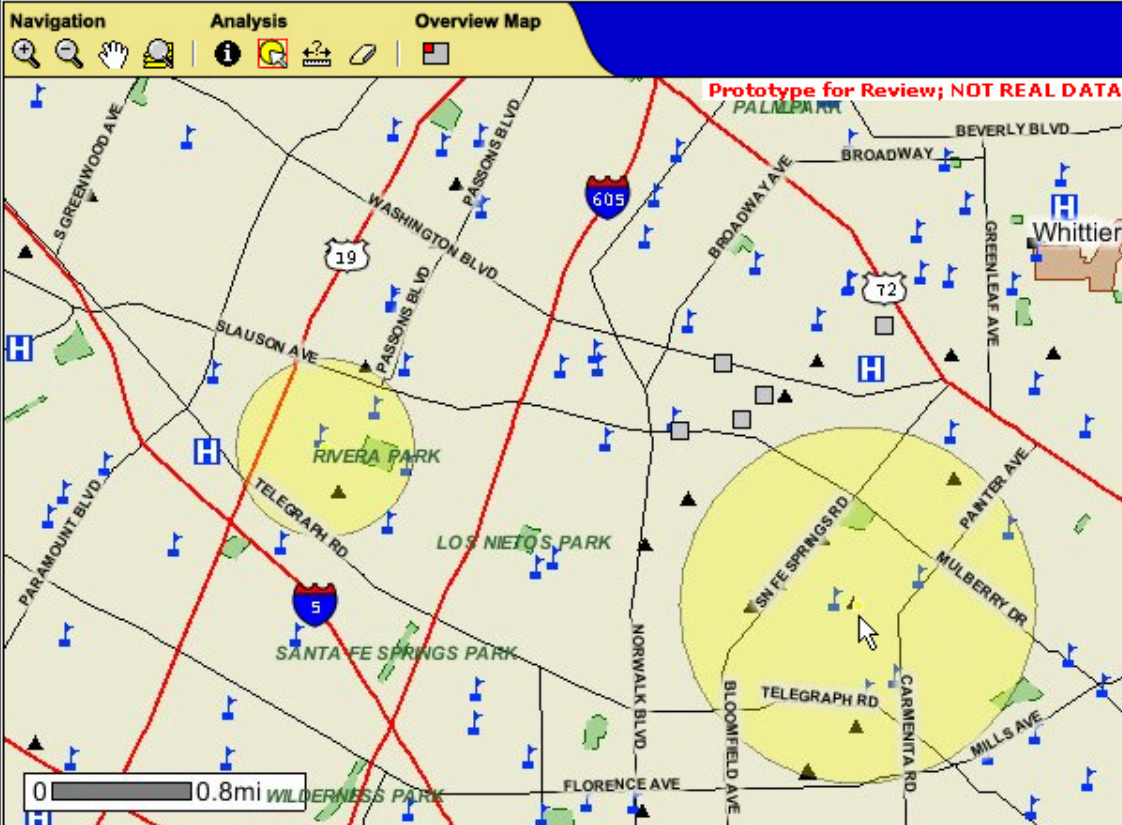 Navigation Analysis Overview Map
Prototype for Review; NOT REAL DATA
PALM PARK
BEVERLY BLVD
BROADWAY
S GREENWOOD AVE
PASSONS BLVD
WASHINGTON BLVD
605
BROADWAY AVE
H
Whittier
GREENLEAF AVE
19
72
PASSONS BLVD
SLAUSON AVE
H
H
H
RIVERA PARK
TELEGRAPH RD
PARAMOUNT BLVD
LOS NIETOS PARK
SN FE SPRINGS RD
PAINTER AVE
MULBERRY DR
5
SANTA FE SPRINGS PARK
NORWALK BLVD
BLOOMFIELD AVE
TELEGRAPH RD
CARMENITA RD
MILLS AVE
FLORENCE AVE
0 0.8mi
WILDERNESS PARK
H